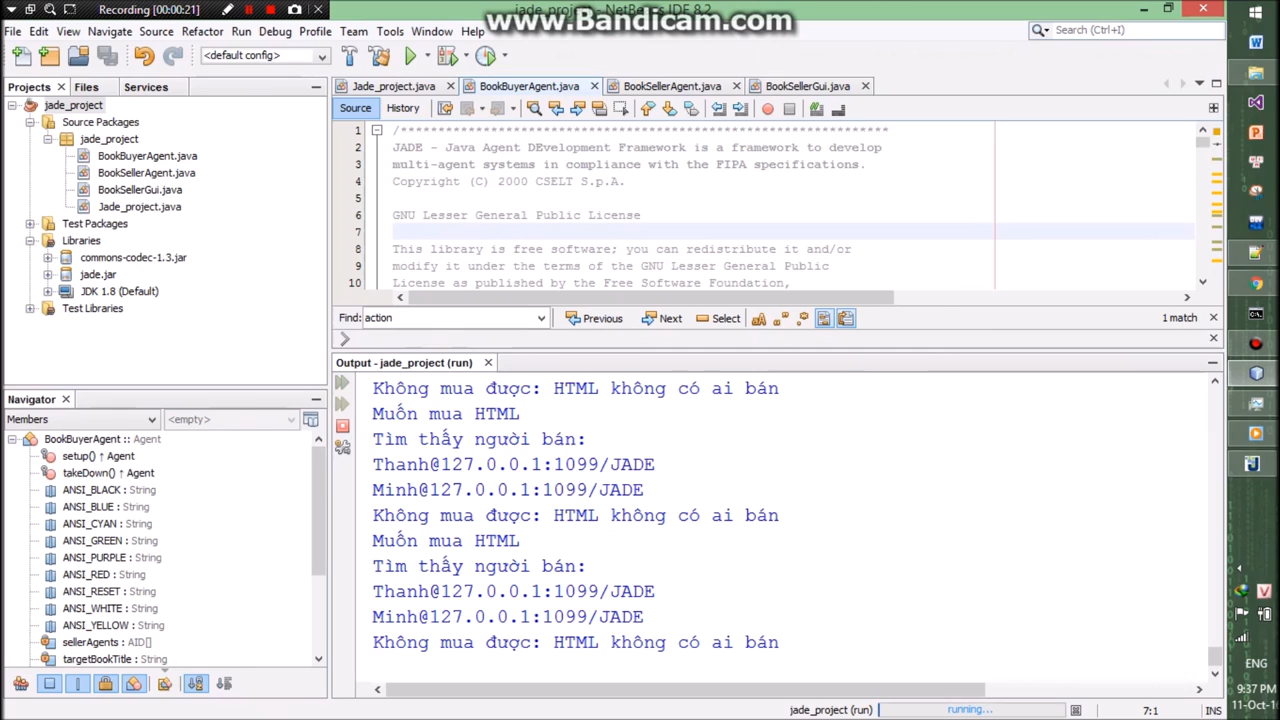 Recording [00:00:21]
jade_project - NetBeans IDE 8.2
www.Bandicam.com
File Edit View Navigate Source Refactor Run Debug Profile Team Tools Window Help
Search (Ctrl+I)
<default config>
Projects Files Services
jade_project
Source Packages
jade_project
BookBuyerAgent.java
BookSellerAgent.java
BookSellerGui.java
Jade_project.java
Test Packages
Libraries
commons-codec-1.3.jar
jade.jar
JDK 1.8 (Default)
Test Libraries
Navigator
Members
<empty>
BookBuyerAgent :: Agent
setup() ↑ Agent
takeDown() ↑ Agent
ANSI_BLACK : String
ANSI_BLUE : String
ANSI_CYAN : String
ANSI_GREEN : String
ANSI_PURPLE : String
ANSI_RED : String
ANSI_RESET : String
ANSI_WHITE : String
ANSI_YELLOW : String
sellerAgents : AID[]
targetBookTitle : String
Jade_project.java BookBuyerAgent.java BookSellerAgent.java BookSellerGui.java
Source History
1 /*****************************************************************
2 JADE - Java Agent DEvelopment Framework is a framework to develop
3 multi-agent systems in compliance with the FIPA specifications.
4 Copyright (C) 2000 CSELT S.p.A.
5
6 GNU Lesser General Public License
7
8 This library is free software; you can redistribute it and/or
9 modify it under the terms of the GNU Lesser General Public
10 License as published by the Free Software Foundation,
Find: action Previous Next Select 1 match
Output - jade_project (run)
Không mua được: HTML không có ai bán
Muốn mua HTML
Tìm thấy người bán:
Thanh@127.0.0.1:1099/JADE
Minh@127.0.0.1:1099/JADE
Không mua được: HTML không có ai bán
Muốn mua HTML
Tìm thấy người bán:
Thanh@127.0.0.1:1099/JADE
Minh@127.0.0.1:1099/JADE
Không mua được: HTML không có ai bán
jade_project (run) running... 7:1 INS
ENG
9:37 PM
11-Oct-1